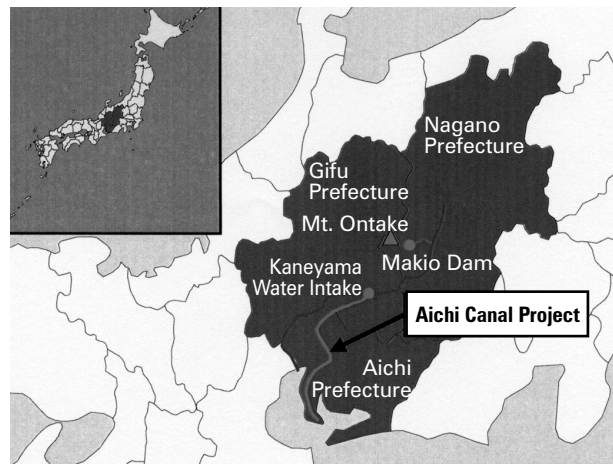 Nagano
Prefecture
Gifu
Prefecture
Mt. Ontake
Makio Dam
Kaneyama
Water Intake
Aichi Canal Project
Aichi
Prefecture